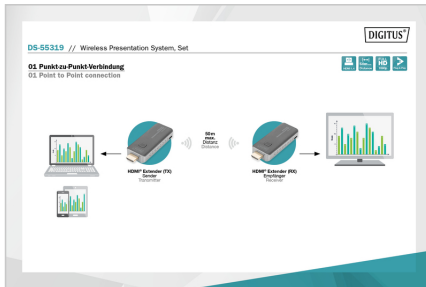 DIGITUS®
DS-55319 // Wireless Presentation System, Set
01 Punkt-zu-Punkt-Verbindung
01 Point to Point connection
HD
50 m
max.
Distanz
Distance
HDMI® Extender (TX)
Sender
Transmitter
HDMI® Extender (RX)
Empfänger
Receiver